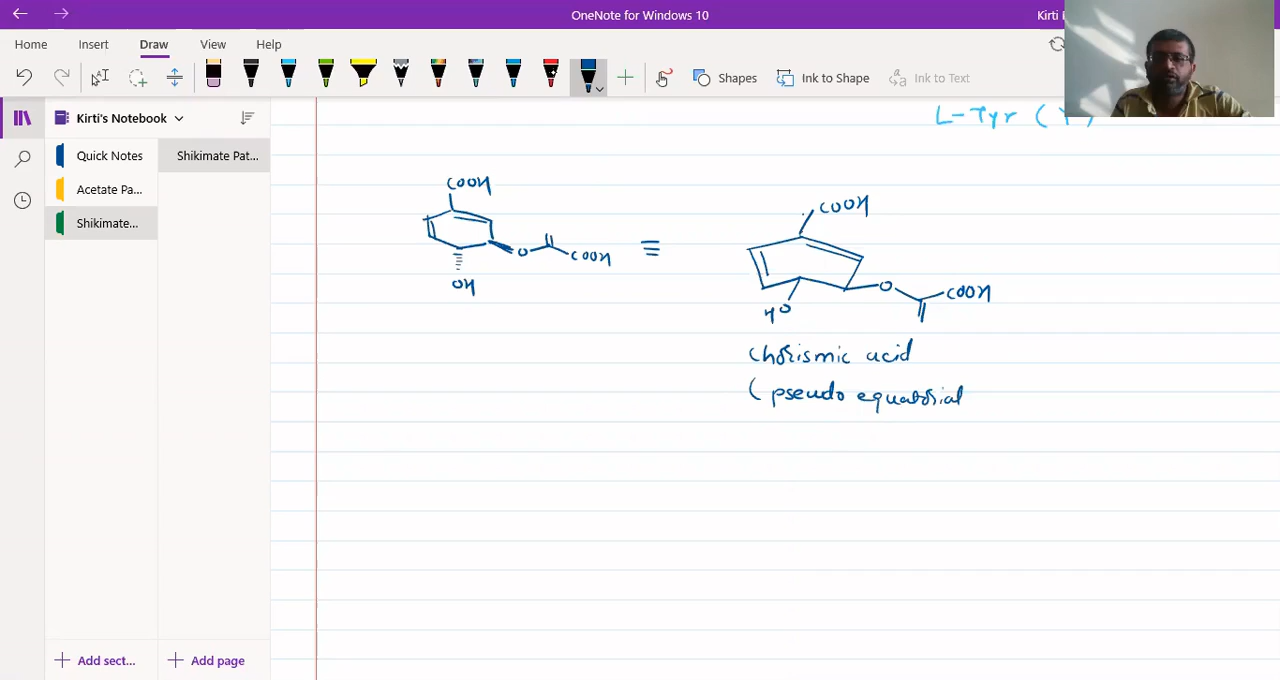 OneNote for Windows 10
Kirti
Home
Insert
Draw
View
Help
Shapes
Ink to Shape
Ink to Text
Kirti's Notebook
Quick Notes
Acetate Pa...
Shikimate...
Shikimate Pat...
Add sect...
Add page
L-Tyr (Y)
COOH
O
COOH
OH
≡
COOH
O
COOH
HO
Chorismic acid
(pseudo equatorial